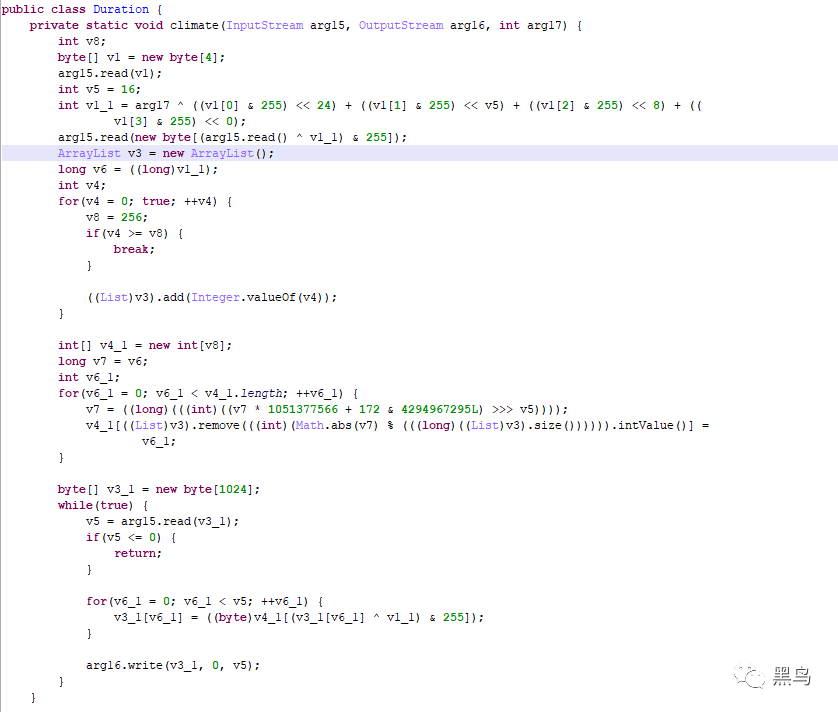 public class Duration {
    private static void climate(InputStream arg15, OutputStream arg16, int arg17) {
        int v8;
        byte[] v1 = new byte[4];
        arg15.read(v1);
        int v5 = 16;
        int v1_1 = arg17 ^ ((v1[0] & 255) << 24) + ((v1[1] & 255) << v5) + ((v1[2] & 255) << 8) + ((
                v1[3] & 255) << 0);
        arg15.read(new byte[(arg15.read() ^ v1_1) & 255]);
        ArrayList v3 = new ArrayList();
        long v6 = ((long)v1_1);
        int v4;
        for(v4 = 0; true; ++v4) {
            v8 = 256;
            if(v4 >= v8) {
                break;
            }
            ((List)v3).add(Integer.valueOf(v4));
        }
        int[] v4_1 = new int[v8];
        long v7 = v6;
        int v6_1;
        for(v6_1 = 0; v6_1 < v4_1.length; ++v6_1) {
            v7 = ((long)(((int)((v7 * 1051377566 + 172 & 4294967295L) >>> v5))));
            v4_1[((List)v3).remove(((int)(Math.abs(v7) % (((long)((List)v3).size()))))).intValue()] =
                    v6_1;
        }
        byte[] v3_1 = new byte[1024];
        while(true) {
            v5 = arg15.read(v3_1);
            if(v5 <= 0) {
                return;
            }
            for(v6_1 = 0; v6_1 < v5; ++v6_1) {
                v3_1[v6_1] = ((byte)v4_1[(v3_1[v6_1] ^ v1_1) & 255]);
            }
            arg16.write(v3_1, 0, v5);
        }
    }
黑鸟